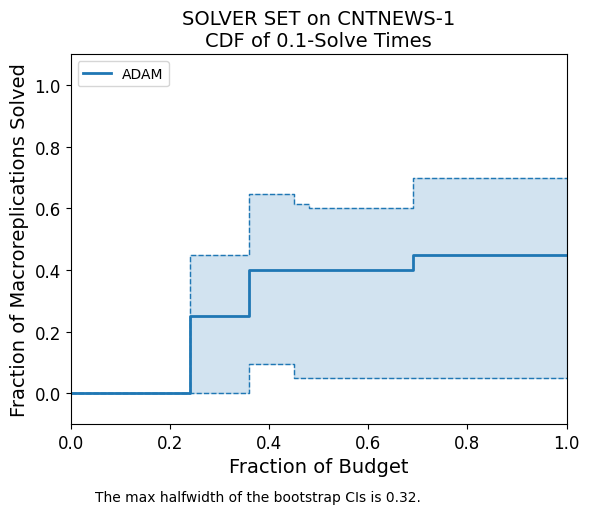 SOLVER SET on CNTNEWS-1
CDF of 0.1-Solve Times
ADAM
Fraction of Macroreplications Solved
1.0
0.8
0.6
0.4
0.2
0.0
0.0 0.2 0.4 0.6 0.8 1.0
Fraction of Budget
The max halfwidth of the bootstrap CIs is 0.32.